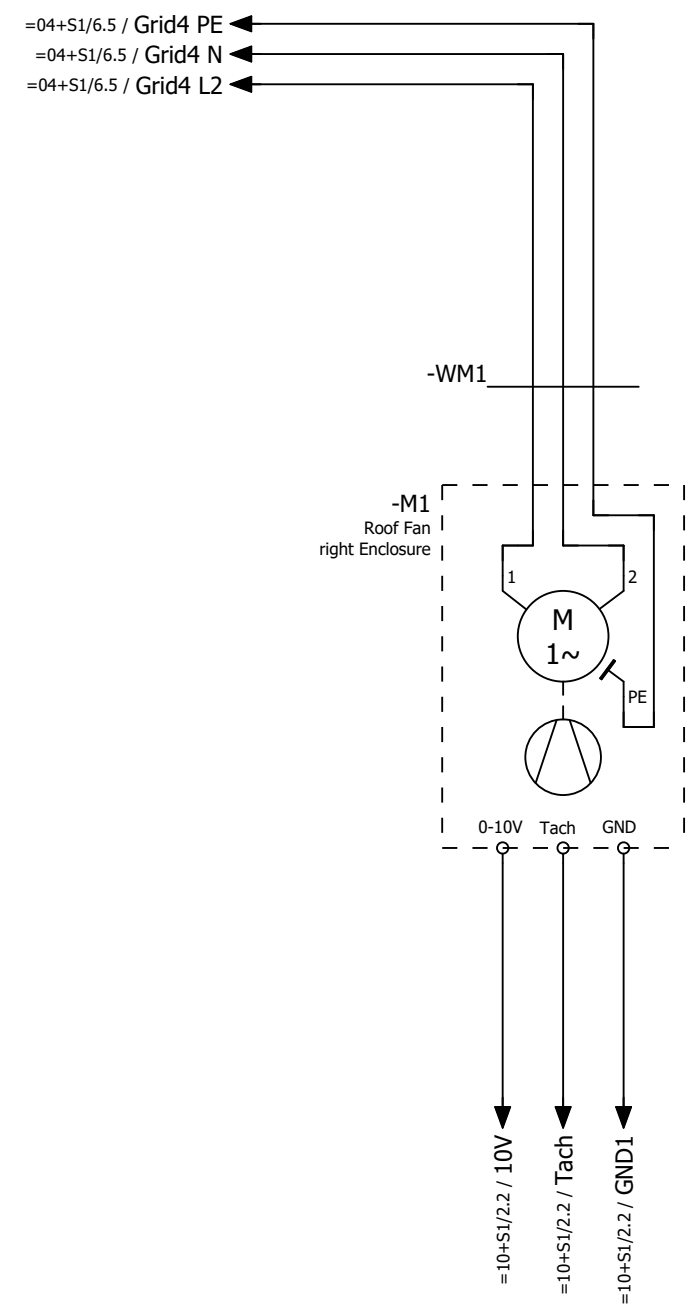 =04+S1/6.5 / Grid4 PE
=04+S1/6.5 / Grid4 N
=04+S1/6.5 / Grid4 L2
-WM1
-M1
Roof Fan
right Enclosure
1
2
M
1~
PE
0-10V
Tach
GND
=10+S1/2.2 / 10V
=10+S1/2.2 / Tach
=10+S1/2.2 / GND1